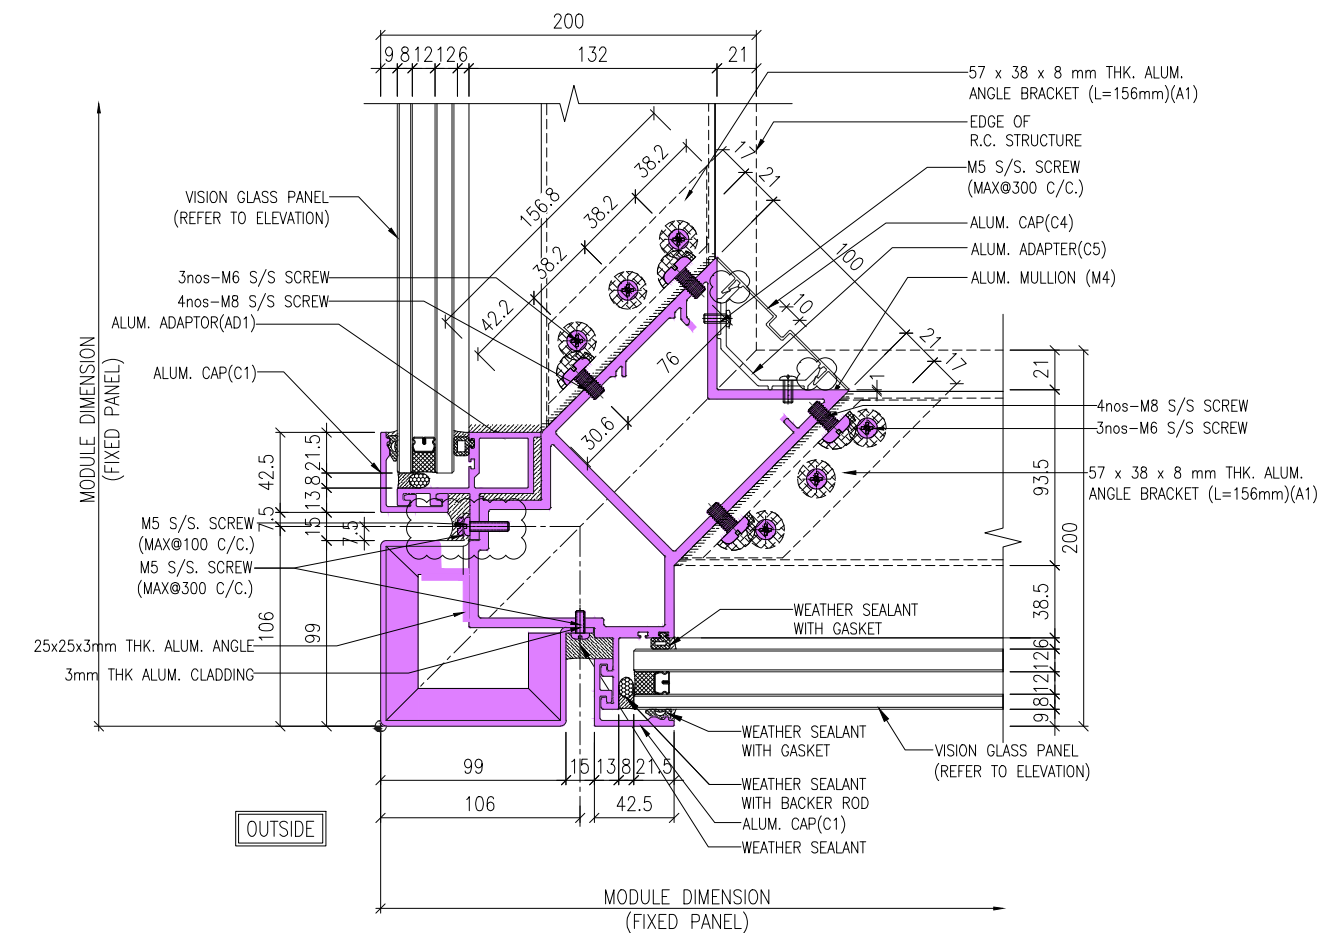 200
9 8 12 12 6 132 21
57 x 38 x 8 mm THK. ALUM.
ANGLE BRACKET (L=156mm)(A1)
EDGE OF
R.C. STRUCTURE
M5 S/S. SCREW
(MAX@300 C/C.)
ALUM. CAP(C4)
ALUM. ADAPTER(C5)
ALUM. MULLION (M4)
17
21
100
10
21
17
1
156.8
38.2
38.2
38.2
42.2
76
30.6
VISION GLASS PANEL
(REFER TO ELEVATION)
3nos-M6 S/S SCREW
4nos-M8 S/S SCREW
ALUM. ADAPTOR(AD1)
ALUM. CAP(C1)
MODULE DIMENSION
(FIXED PANEL)
42.5
7.5
106
21.5
8
13
15
99
7.5
M5 S/S. SCREW
(MAX@100 C/C.)
M5 S/S. SCREW
(MAX@300 C/C.)
25x25x3mm THK. ALUM. ANGLE
3mm THK ALUM. CLADDING
4nos-M8 S/S SCREW
3nos-M6 S/S SCREW
57 x 38 x 8 mm THK. ALUM.
ANGLE BRACKET (L=156mm)(A1)
21
93.5
200
38.5
6
12
12
8
9
WEATHER SEALANT
WITH GASKET
WEATHER SEALANT
WITH GASKET
VISION GLASS PANEL
(REFER TO ELEVATION)
WEATHER SEALANT
WITH BACKER ROD
ALUM. CAP(C1)
WEATHER SEALANT
99 15 13 8 21.5
106 42.5
OUTSIDE
MODULE DIMENSION
(FIXED PANEL)